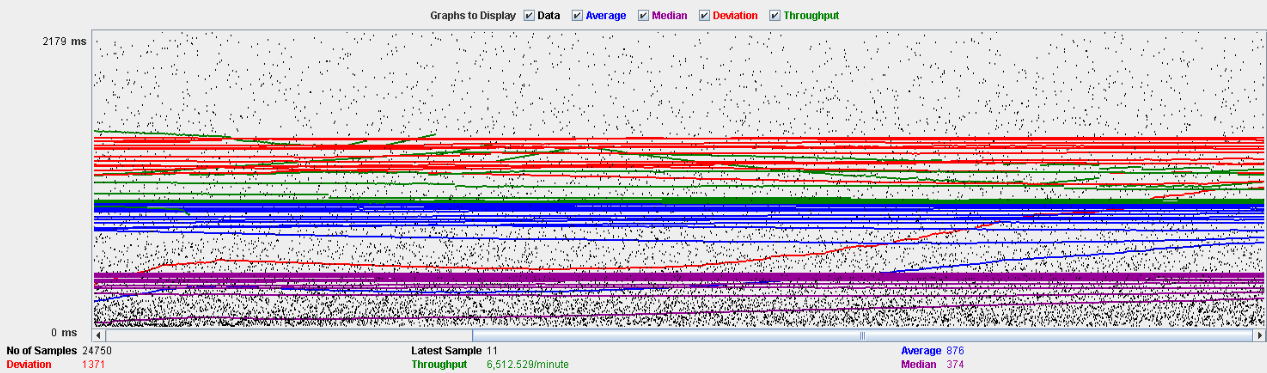 Graphs to Display Data Average Median Deviation Throughput
2179 ms
0 ms
No of Samples 24750 Latest Sample 11 Average 876
Deviation 1371 Throughput 6,512.529/minute Median 374